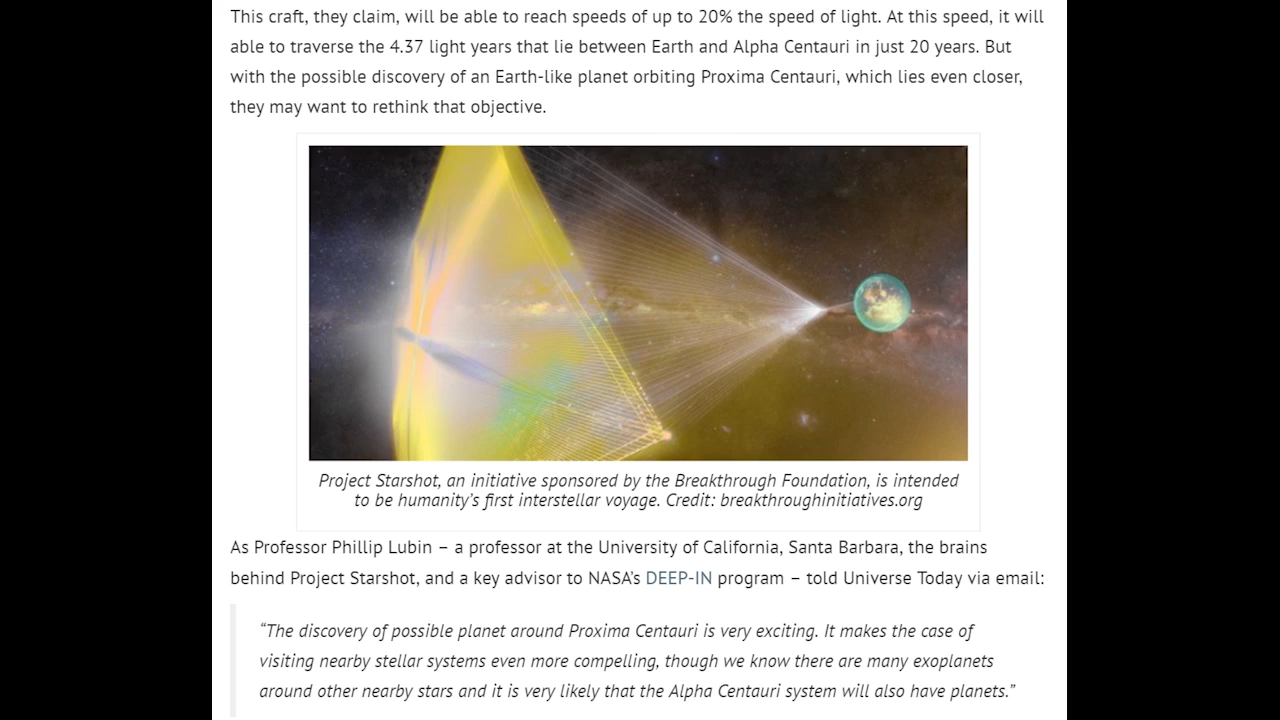 This craft, they claim, will be able to reach speeds of up to 20% the speed of light. At this speed, it will
able to traverse the 4.37 light years that lie between Earth and Alpha Centauri in just 20 years. But
with the possible discovery of an Earth-like planet orbiting Proxima Centauri, which lies even closer,
they may want to rethink that objective.
Project Starshot, an initiative sponsored by the Breakthrough Foundation, is intended
to be humanity’s first interstellar voyage. Credit: breakthroughinitiatives.org
As Professor Phillip Lubin – a professor at the University of California, Santa Barbara, the brains
behind Project Starshot, and a key advisor to NASA’s DEEP-IN program – told Universe Today via email:
“The discovery of possible planet around Proxima Centauri is very exciting. It makes the case of
visiting nearby stellar systems even more compelling, though we know there are many exoplanets
around other nearby stars and it is very likely that the Alpha Centauri system will also have planets.”